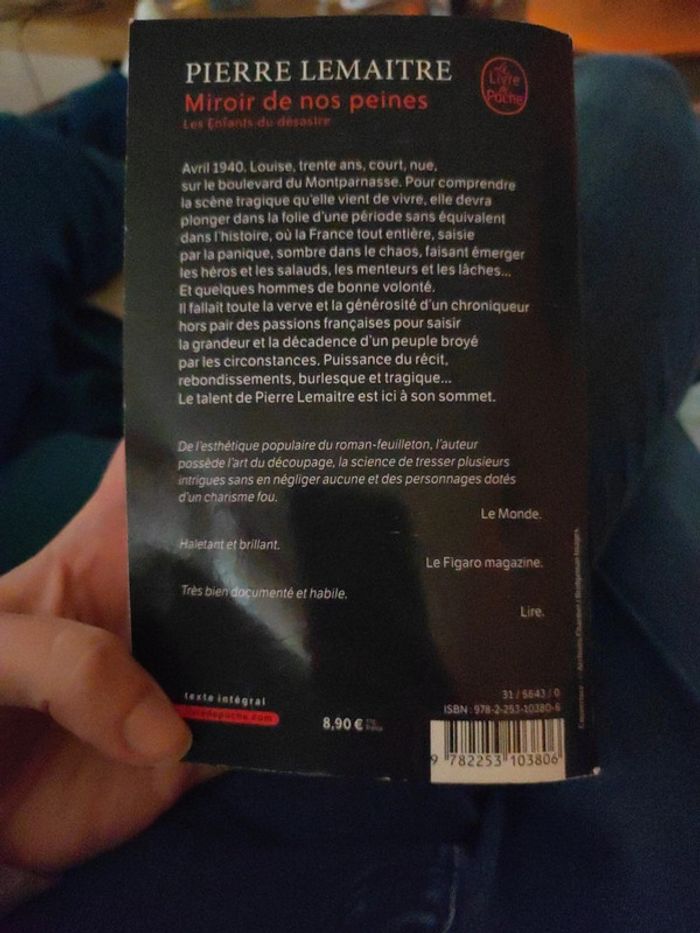 PIERRE LEMAITRE
Le
Livre
de
Poche
Miroir de nos peines
Les Enfants du désastre
Avril 1940. Louise, trente ans, court, nue,
sur le boulevard du Montparnasse. Pour comprendre
la scène tragique qu'elle vient de vivre, elle devra
plonger dans la folie d'une période sans équivalent
dans l'histoire, où la France tout entière, saisie
par la panique, sombre dans le chaos, faisant émerger
les héros et les salauds, les menteurs et les lâches...
Et quelques hommes de bonne volonté.
Il fallait toute la verve et la générosité d'un chroniqueur
hors pair des passions françaises pour saisir
la grandeur et la décadence d'un peuple broyé
par les circonstances. Puissance du récit,
rebondissements, burlesque et tragique...
Le talent de Pierre Lemaitre est ici à son sommet.
De l'esthétique populaire du roman-feuilleton, l'auteur
possède l'art du découpage, la science de tresser plusieurs
intrigues sans en négliger aucune et des personnages dotés
d'un charisme fou.
Le Monde.
Haletant et brillant.
Le Figaro magazine.
Très bien documenté et habile.
Lire.
texte intégral
8,90 €
31 / 5643 / 0
ISBN : 978-2-253-10380-6
9 782253 103806